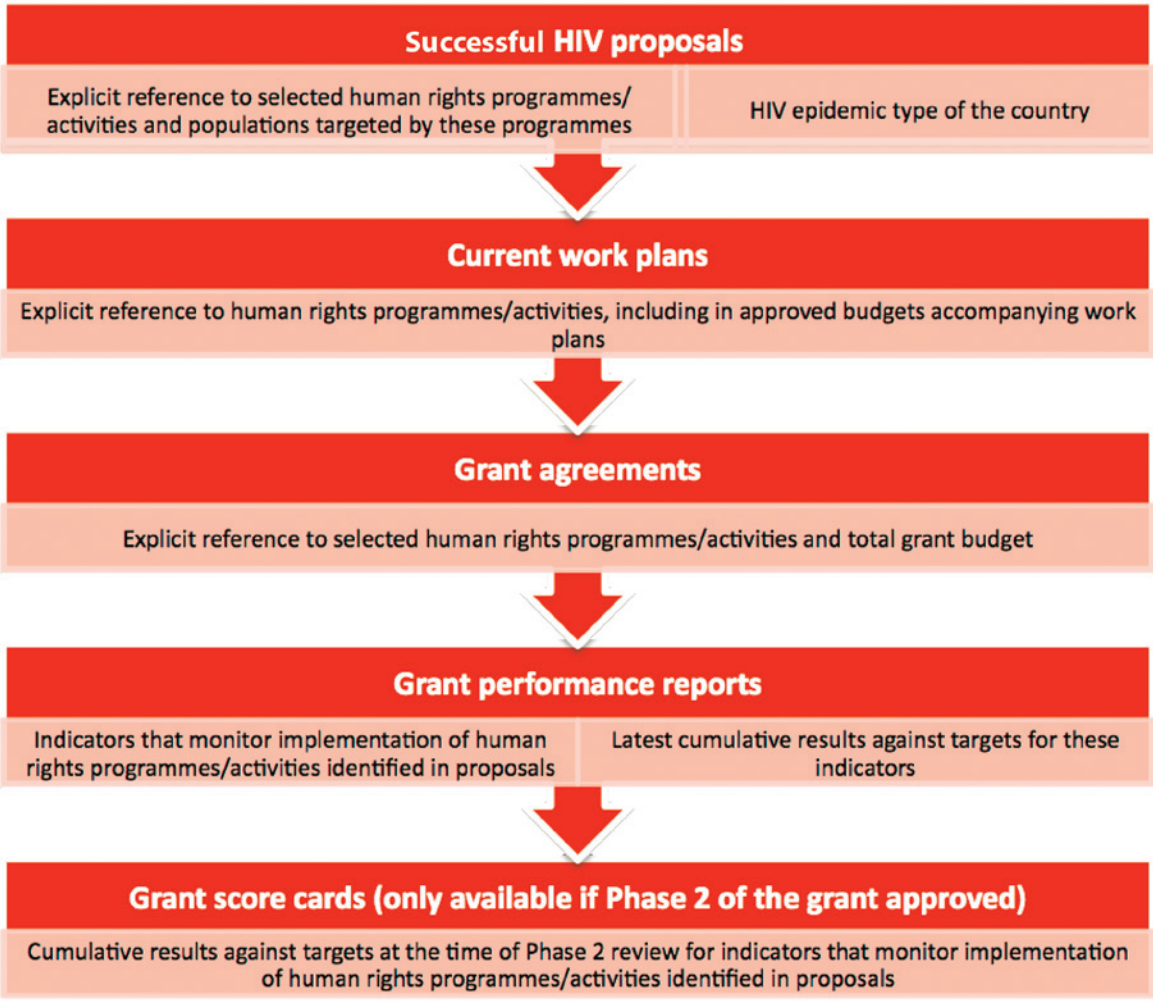 Successful HIV proposals
Explicit reference to selected human rights programmes/
activities and populations targeted by these programmes
HIV epidemic type of the country
Current work plans
Explicit reference to human rights programmes/activities, including in approved budgets accompanying work
plans
Grant agreements
Explicit reference to selected human rights programmes/activities and total grant budget
Grant performance reports
Indicators that monitor implementation of human
rights programmes/activities identified in proposals
Latest cumulative results against targets for these
indicators
Grant score cards (only available if Phase 2 of the grant approved)
Cumulative results against targets at the time of Phase 2 review for indicators that monitor implementation
of human rights programmes/activities identified in proposals